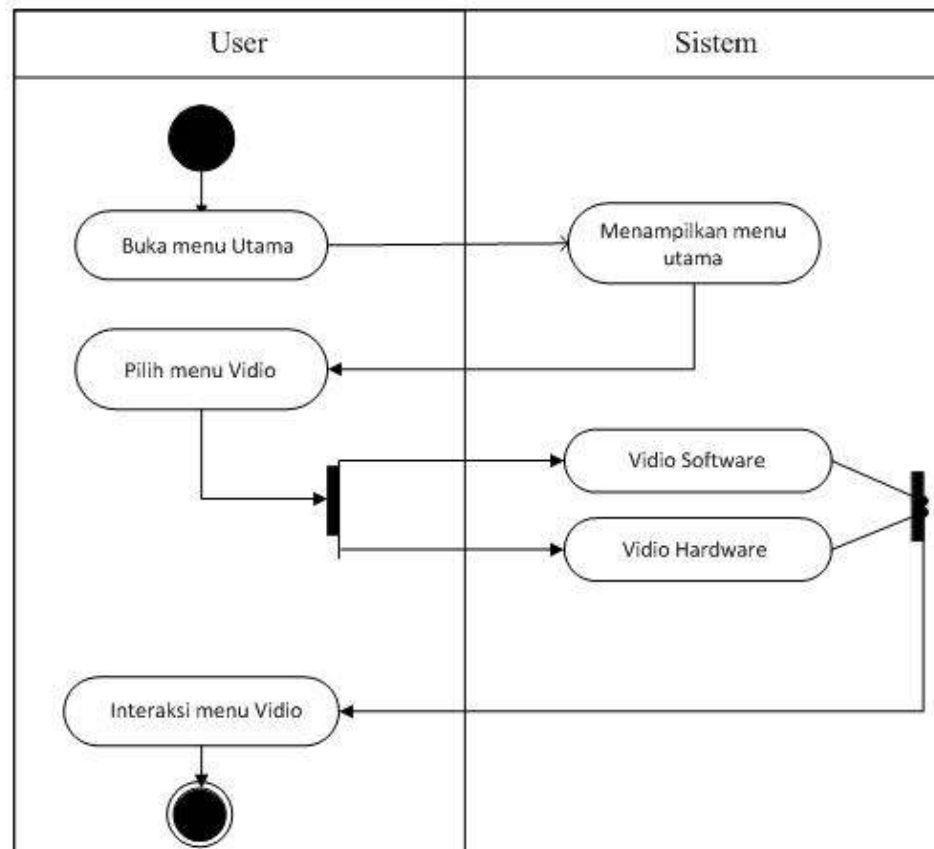 User
Sistem
Buka menu Utama
Menampilkan menu
utama
Pilih menu Vidio
Vidio Software
Vidio Hardware
Interaksi menu Vidio